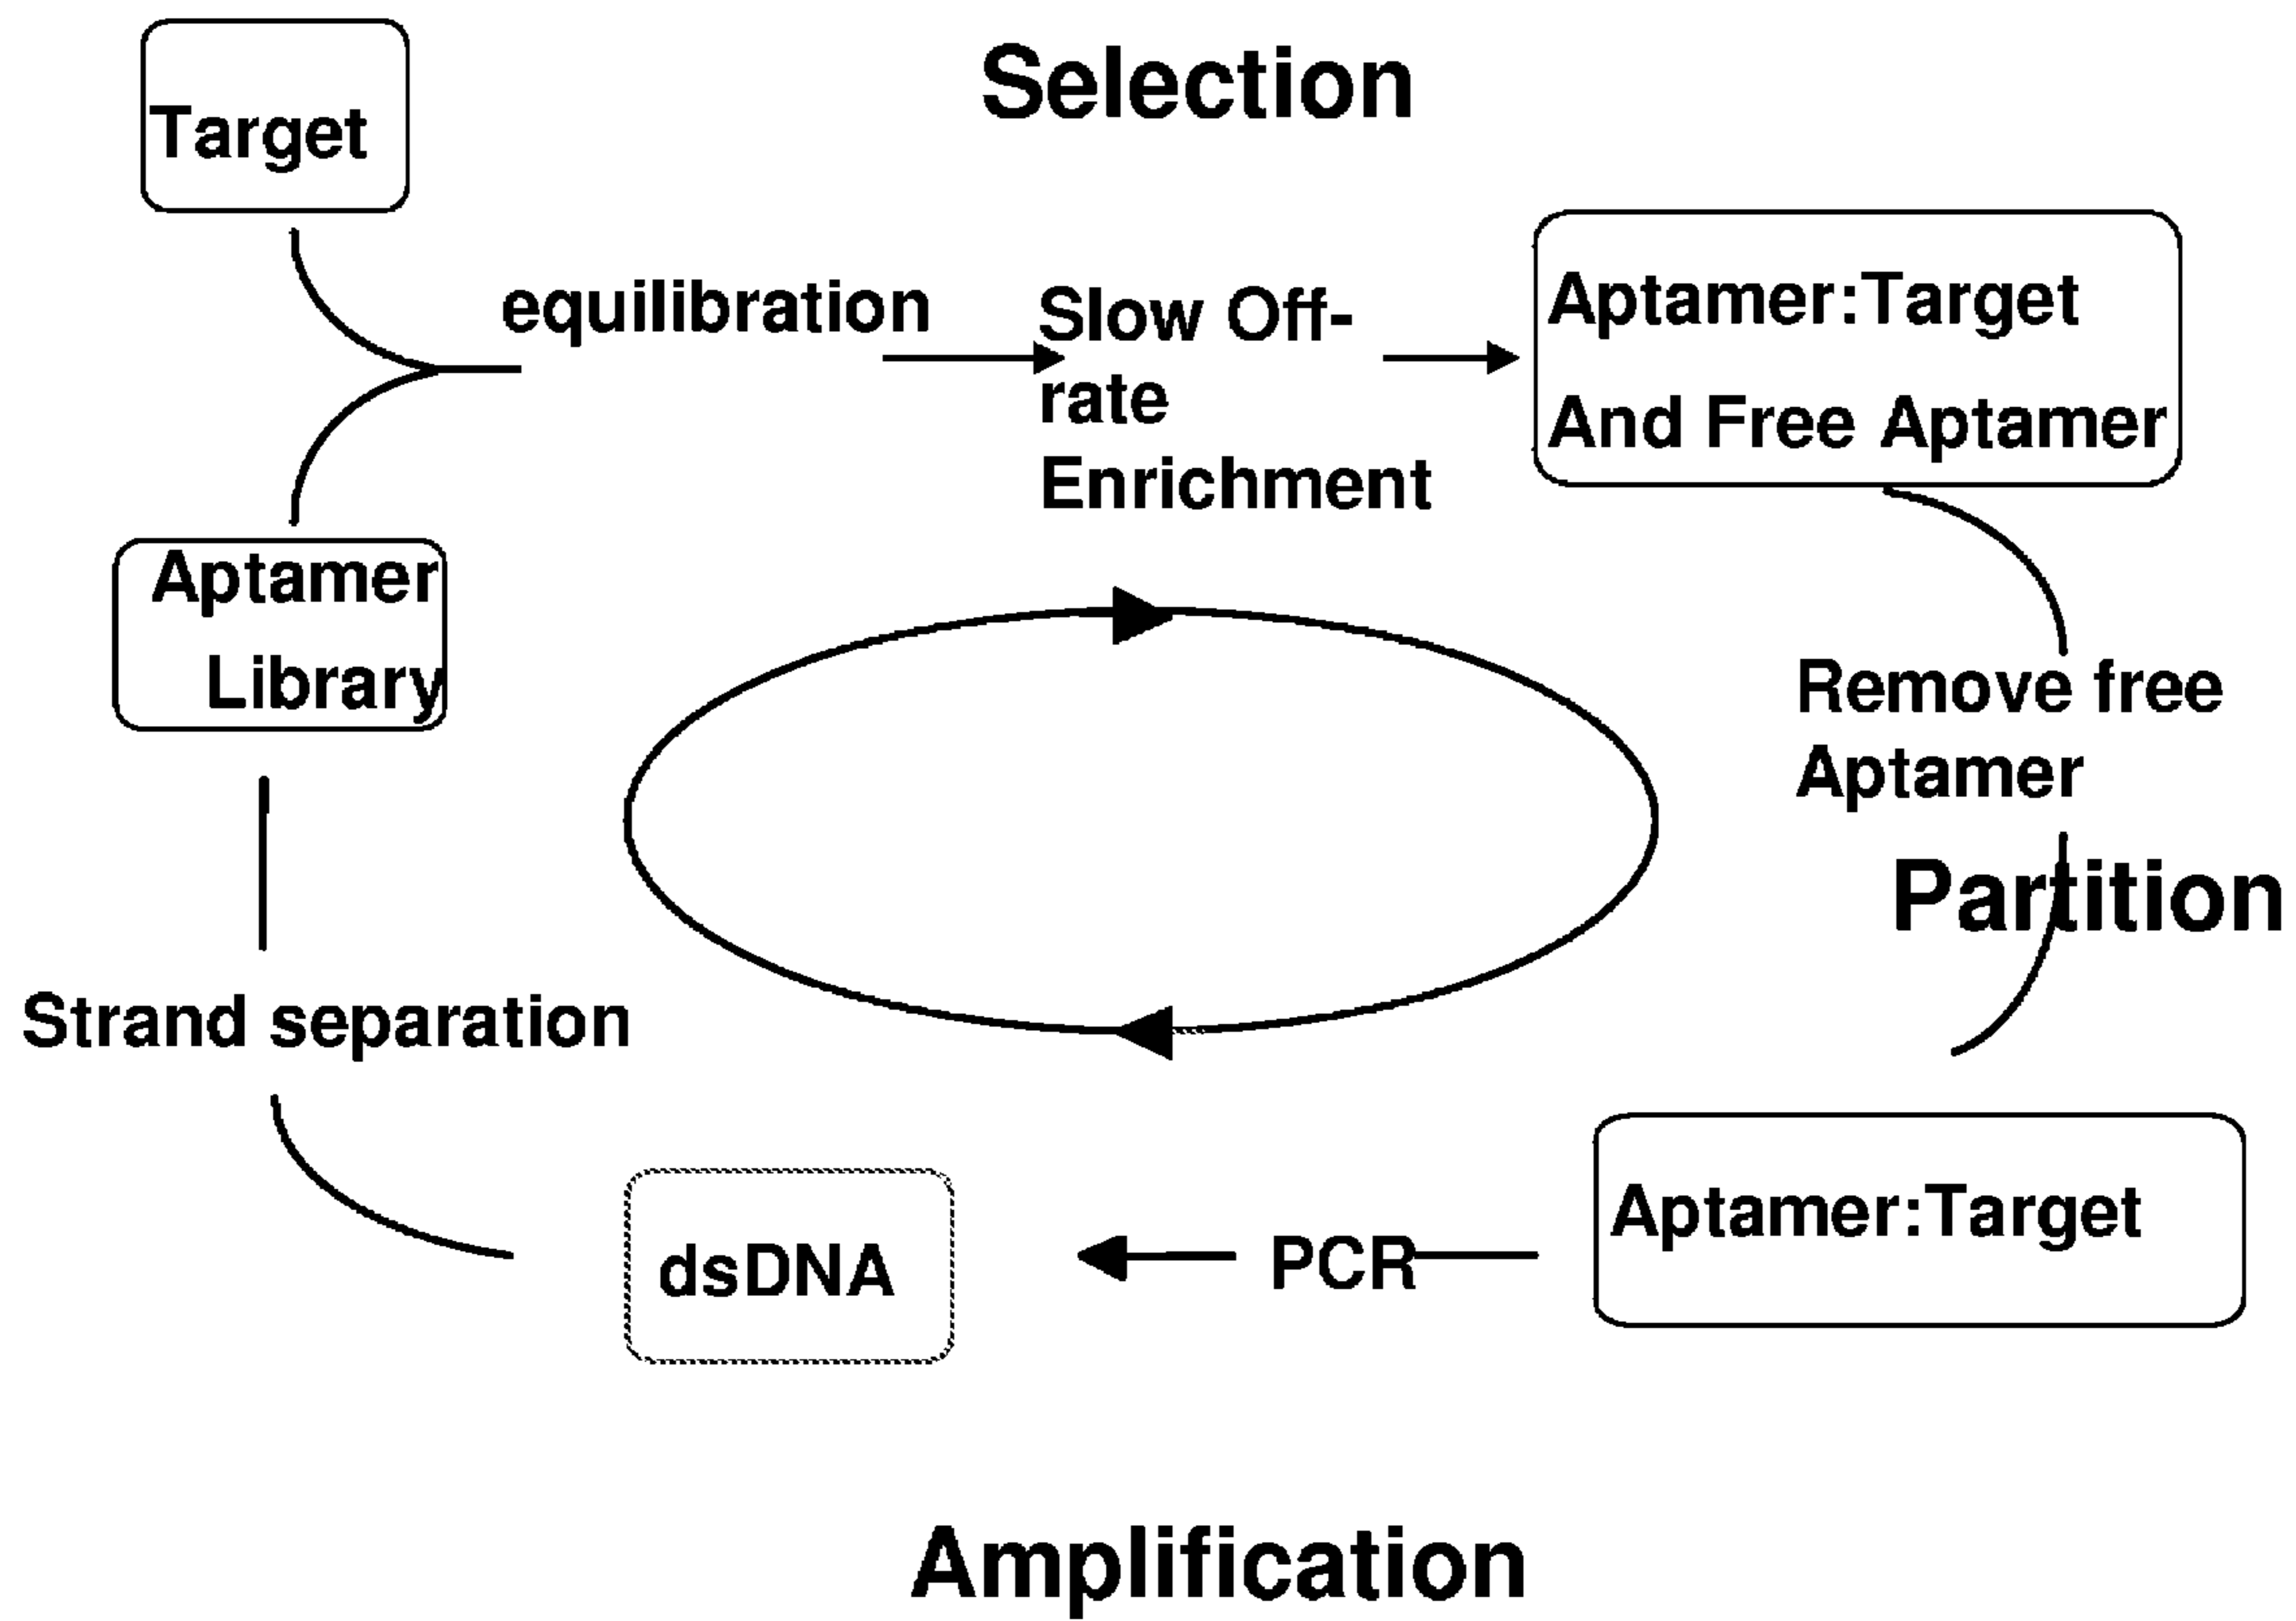 Selection
Target
equilibration
Slow Off-
rate
Enrichment
Aptamer:Target
And Free Aptamer
Aptamer
Library
Remove free
Aptamer
Partition
Strand separation
Aptamer:Target
PCR
dsDNA
Amplification